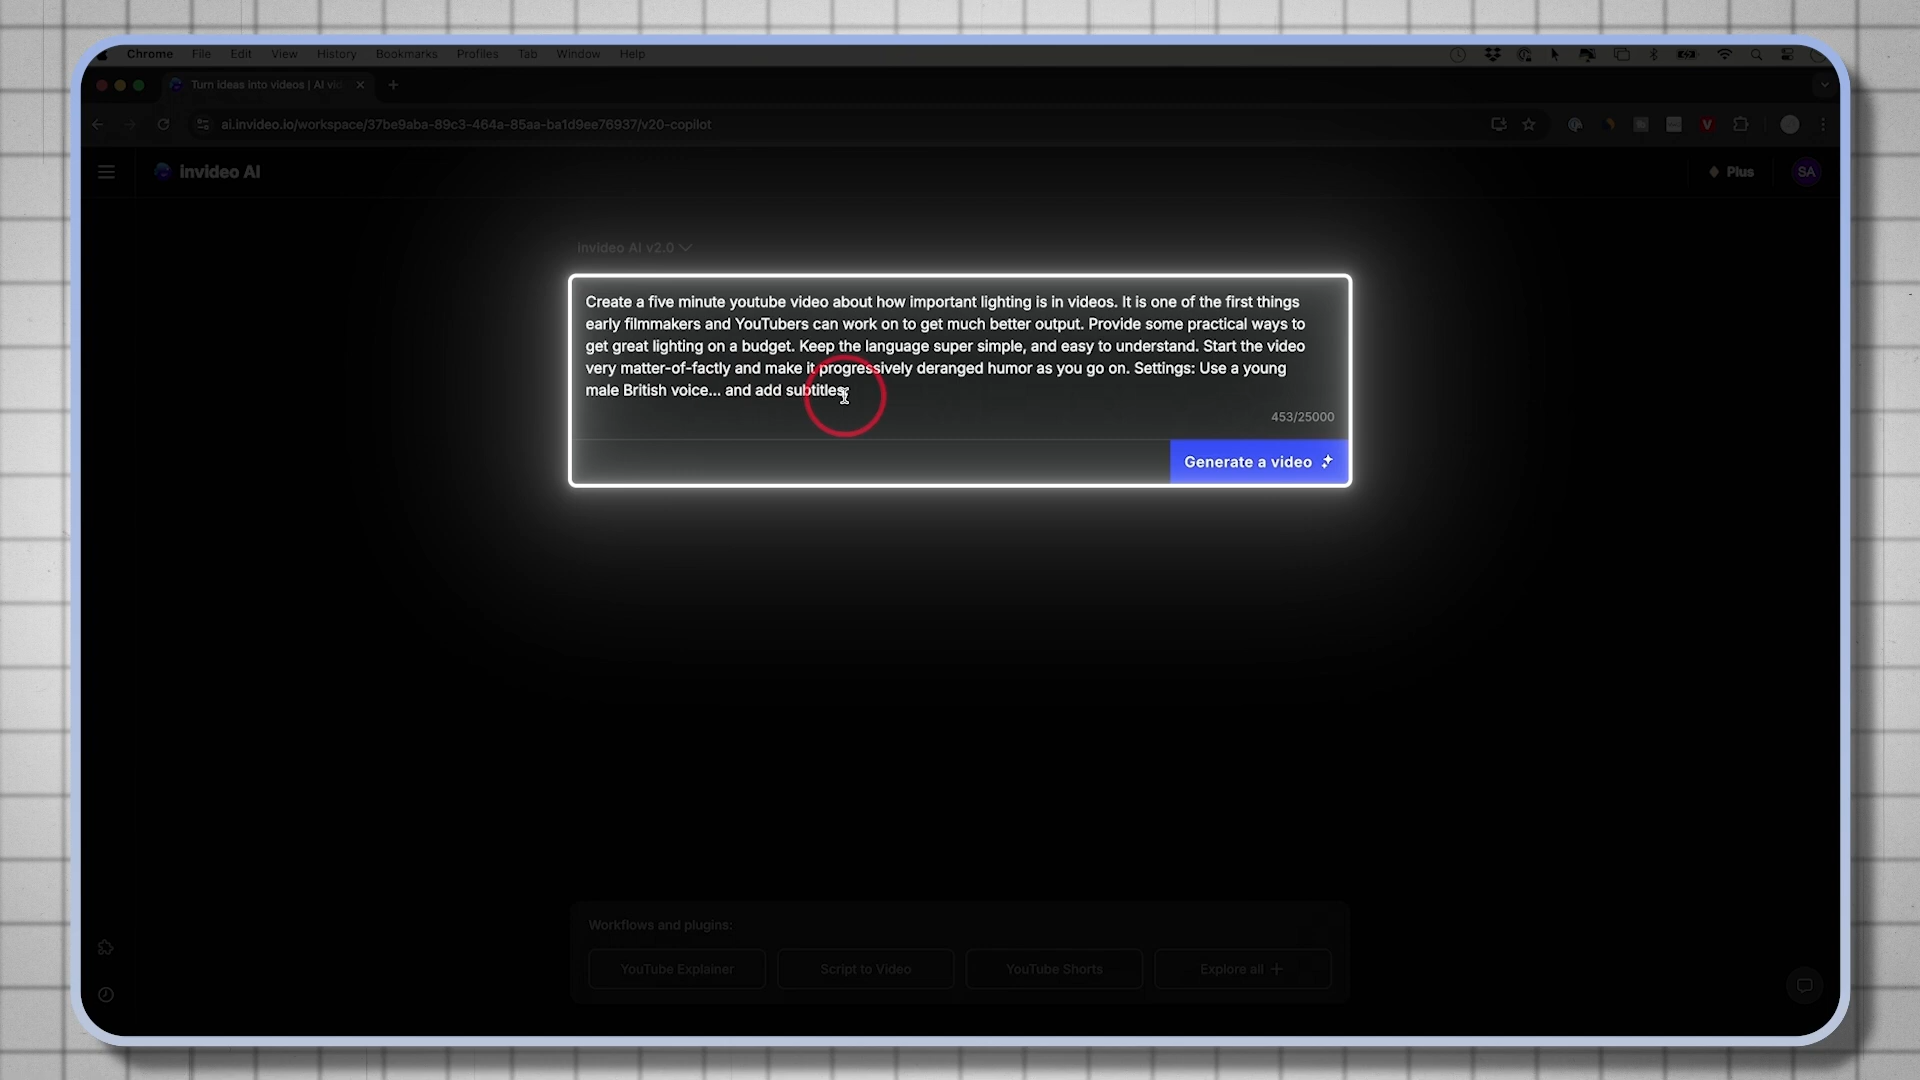 Chrome File Edit View History Bookmarks Profiles Tab Window Help
Turn ideas into videos | AI vid
ai.invideo.io/workspace/37be9aba-89c3-464a-85aa-ba1d9ee76937/v20-copilot
invideo AI
Plus
SA
invideo AI v2.0
Create a five minute youtube video about how important lighting is in videos. It is one of the first things
early filmmakers and YouTubers can work on to get much better output. Provide some practical ways to
get great lighting on a budget. Keep the language super simple, and easy to understand. Start the video
very matter-of-factly and make it progressively deranged humor as you go on. Settings: Use a young
male British voice... and add subtitles.
453/25000
Generate a video
Workflows and plugins:
YouTube Explainer
Script to Video
YouTube Shorts
Explore all +